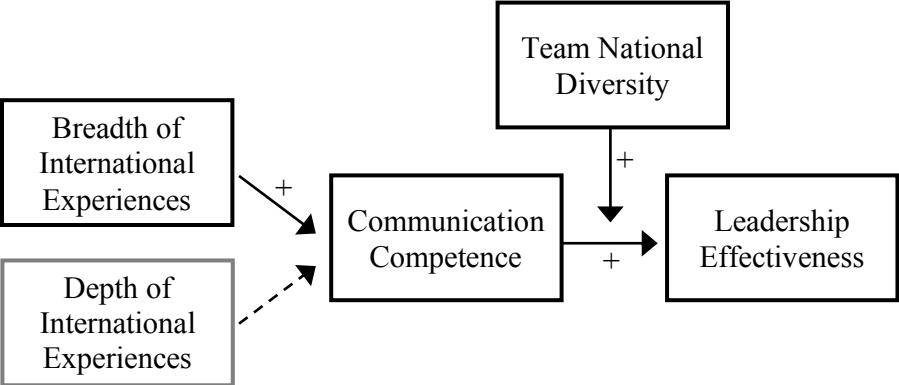 Team National
Diversity
+
Breadth of
International
Experiences
+
Communication
Competence
+
Leadership
Effectiveness
Depth of
International
Experiences